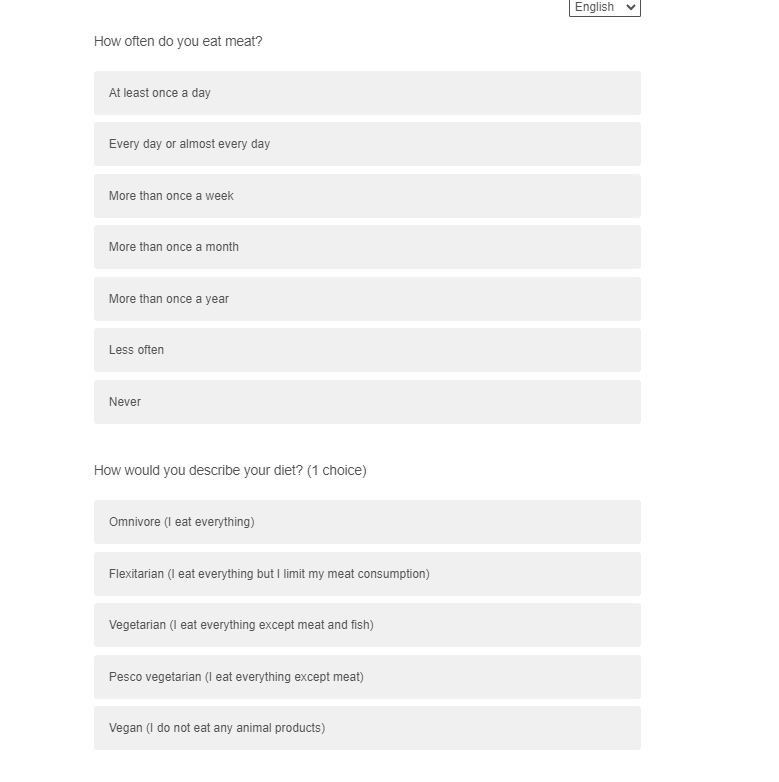 English
How often do you eat meat?
At least once a day
Every day or almost every day
More than once a week
More than once a month
More than once a year
Less often
Never
How would you describe your diet? (1 choice)
Omnivore (I eat everything)
Flexitarian (I eat everything but I limit my meat consumption)
Vegetarian (I eat everything except meat and fish)
Pesco vegetarian (I eat everything except meat)
Vegan (I do not eat any animal products)